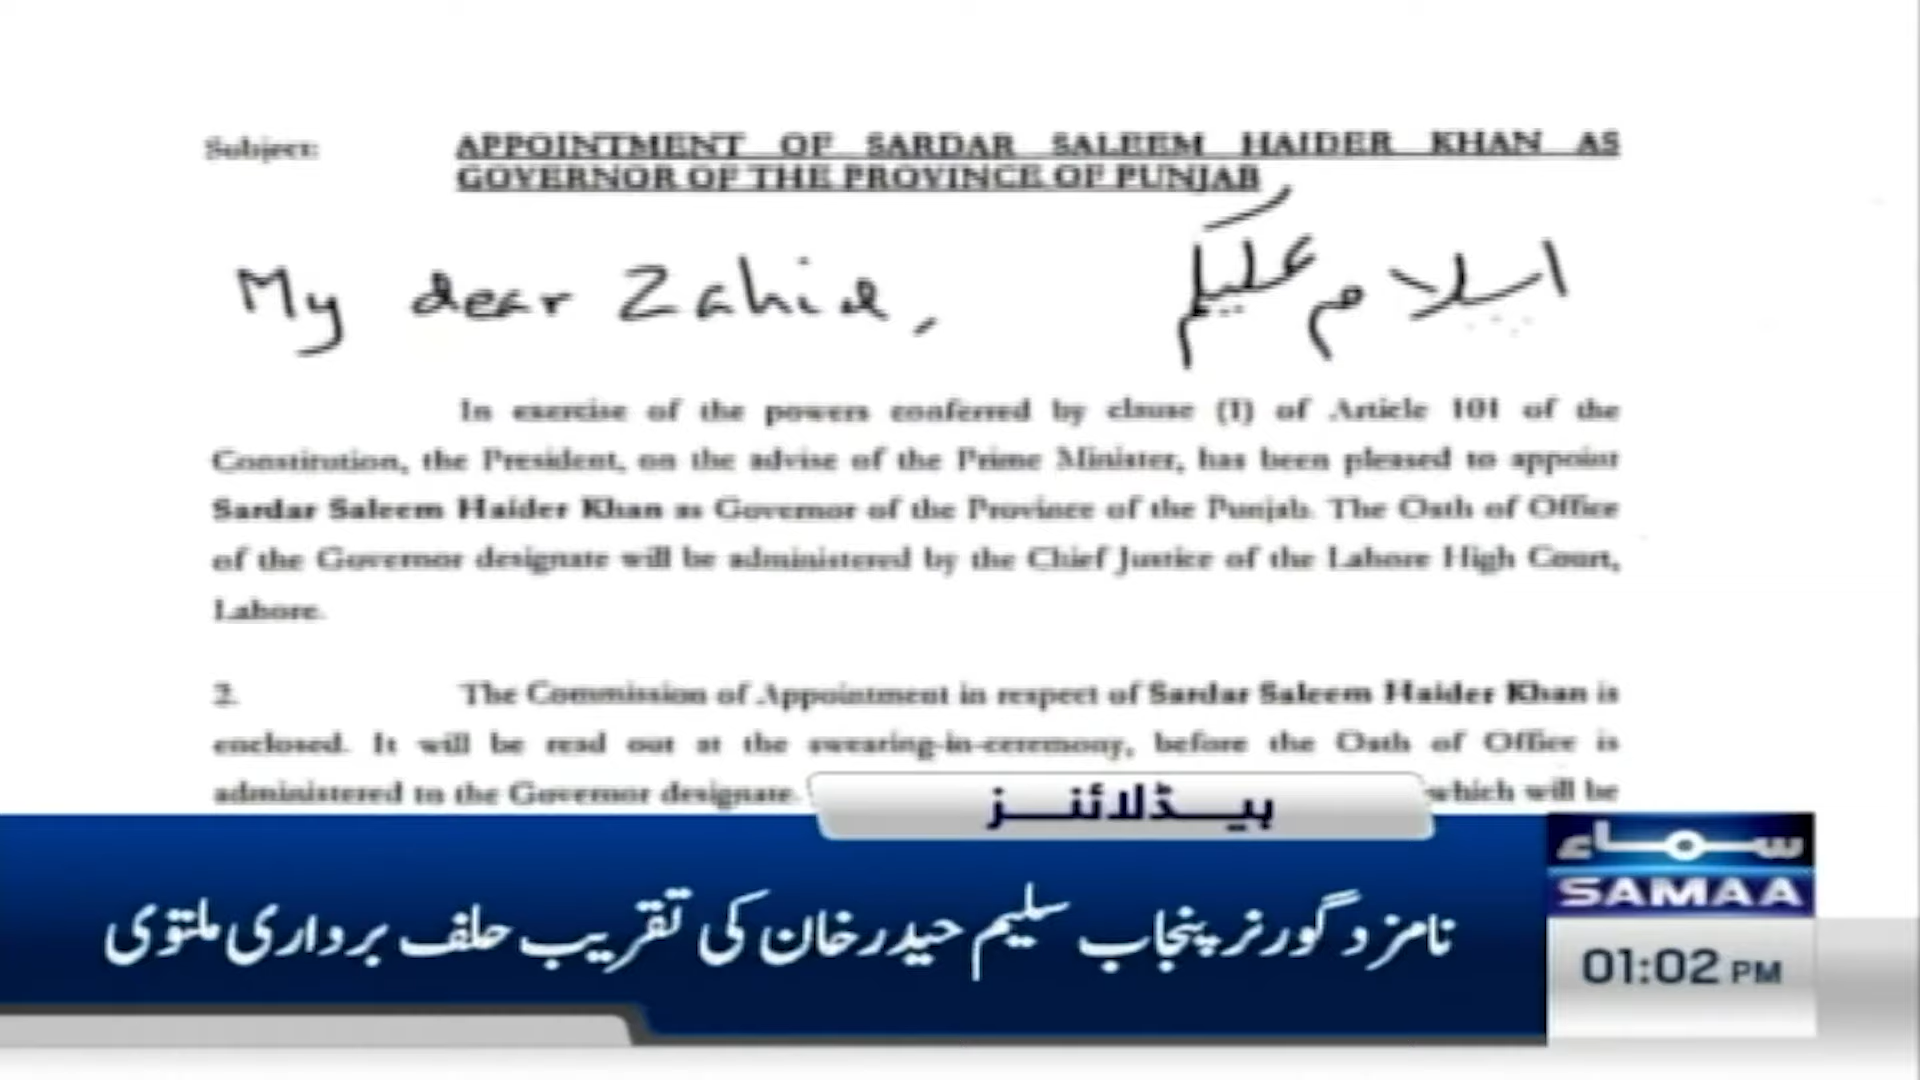 Subject: APPOINTMENT OF SARDAR SALEEM HAIDER KHAN AS
GOVERNOR OF THE PROVINCE OF PUNJAB
My dear Zahid, اسلام علیکم
In exercise of the powers conferred by clause (1) of Article 101 of the
Constitution, the President, on the advise of the Prime Minister, has been pleased to appoint
Sardar Saleem Haider Khan as Governor of the Province of the Punjab. The Oath of Office
of the Governor designate will be administered by the Chief Justice of the Lahore High Court,
Lahore.
2. The Commission of Appointment in respect of Sardar Saleem Haider Khan is
enclosed. It will be read out at the swearing-in-ceremony, before the Oath of Office is
administered to the Governor designate. which will be
ہیڈلائنز
نامزد گورنر پنجاب سلیم حیدر خان کی تقریب حلف برداری ملتوی
سماء
SAMAA
01:02 PM